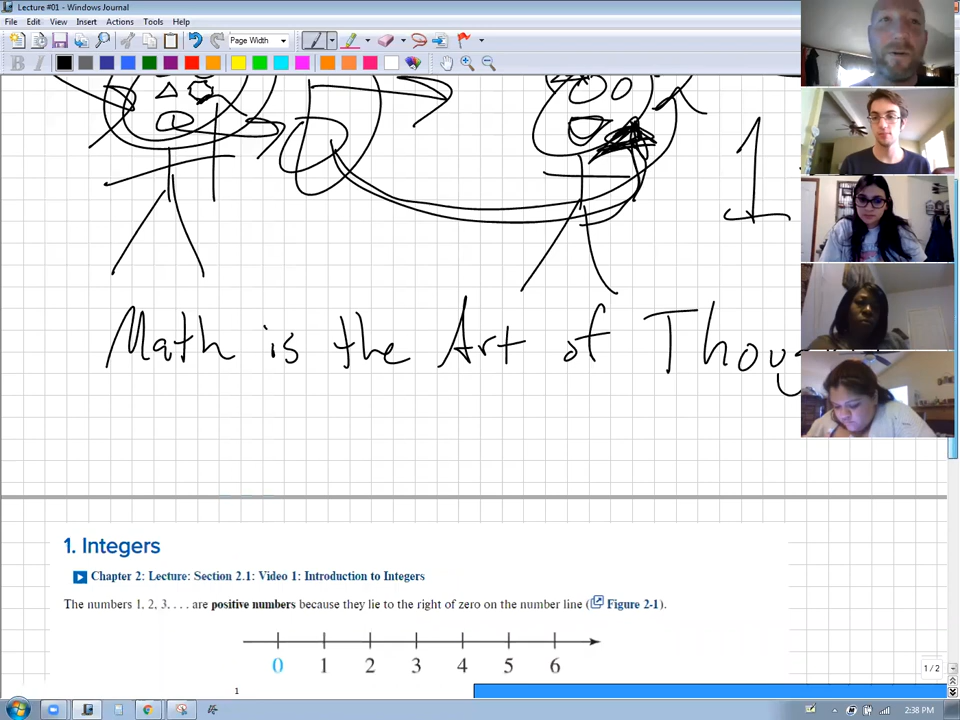 Lecture #01 - Windows Journal
File Edit View Insert Actions Tools Help
Page Width
B I
1
Math is the Art of Thoug
1. Integers
Chapter 2: Lecture: Section 2.1: Video 1: Introduction to Integers
The numbers 1, 2, 3, . . . are positive numbers because they lie to the right of zero on the number line (Figure 2-1).
0 1 2 3 4 5 6
1 / 2
1
2:38 PM